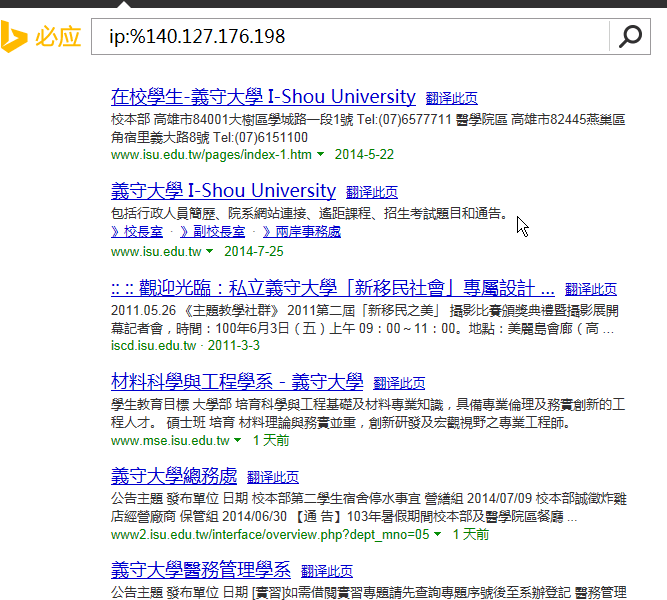 必应
ip:%140.127.176.198
在校學生-義守大學 I-Shou University 翻译此页
校本部 高雄市84001大樹區學城路一段1號 Tel:(07)6577711 醫學院區 高雄市82445燕巢區
角宿里義大路8號 Tel:(07)6151100
www.isu.edu.tw/pages/index-1.htm 2014-5-22
義守大學 I-Shou University 翻译此页
包括行政人員簡歷、院系網站連接、遙距課程、招生考試題目和通告。
》校長室 · 》副校長室 · 》兩岸事務處
www.isu.edu.tw 2014-7-25
:: :: 觀迎光臨：私立義守大學「新移民社會」專屬設計 ... 翻译此页
2011.05.26 《主題教學社群》 2011第二屆「新移民之美」 攝影比賽頒獎典禮暨攝影展開
幕記者會，時間：100年6月3日（五）上午 09：00～11：00。地點：美麗島會廊（高 ...
iscd.isu.edu.tw · 2011-3-3
材料科學與工程學系 - 義守大學 翻译此页
學生教育目標 大學部 培育科學與工程基礎及材料專業知識，具備專業倫理及務實創新的工
程人才。 碩士班 培育 材料理論與務實並重，創新研發及宏觀視野之專業工程師。
www.mse.isu.edu.tw 1 天前
義守大學總務處 翻译此页
公告主題 發布單位 日期 校本部第二學生宿舍停水事宜 營繕組 2014/07/09 校本部誠徵炸雞
店經營廠商 保管組 2014/06/30 【通 告】103年暑假期間校本部及醫學院區餐廳 ...
www2.isu.edu.tw/interface/overview.php?dept_mno=05 1 天前
義守大學醫務管理學系 翻译此页
公告主題 發布單位 日期 [實習]如需借閱實習專題請先查詢專題序號後至系辦登記 醫務管理